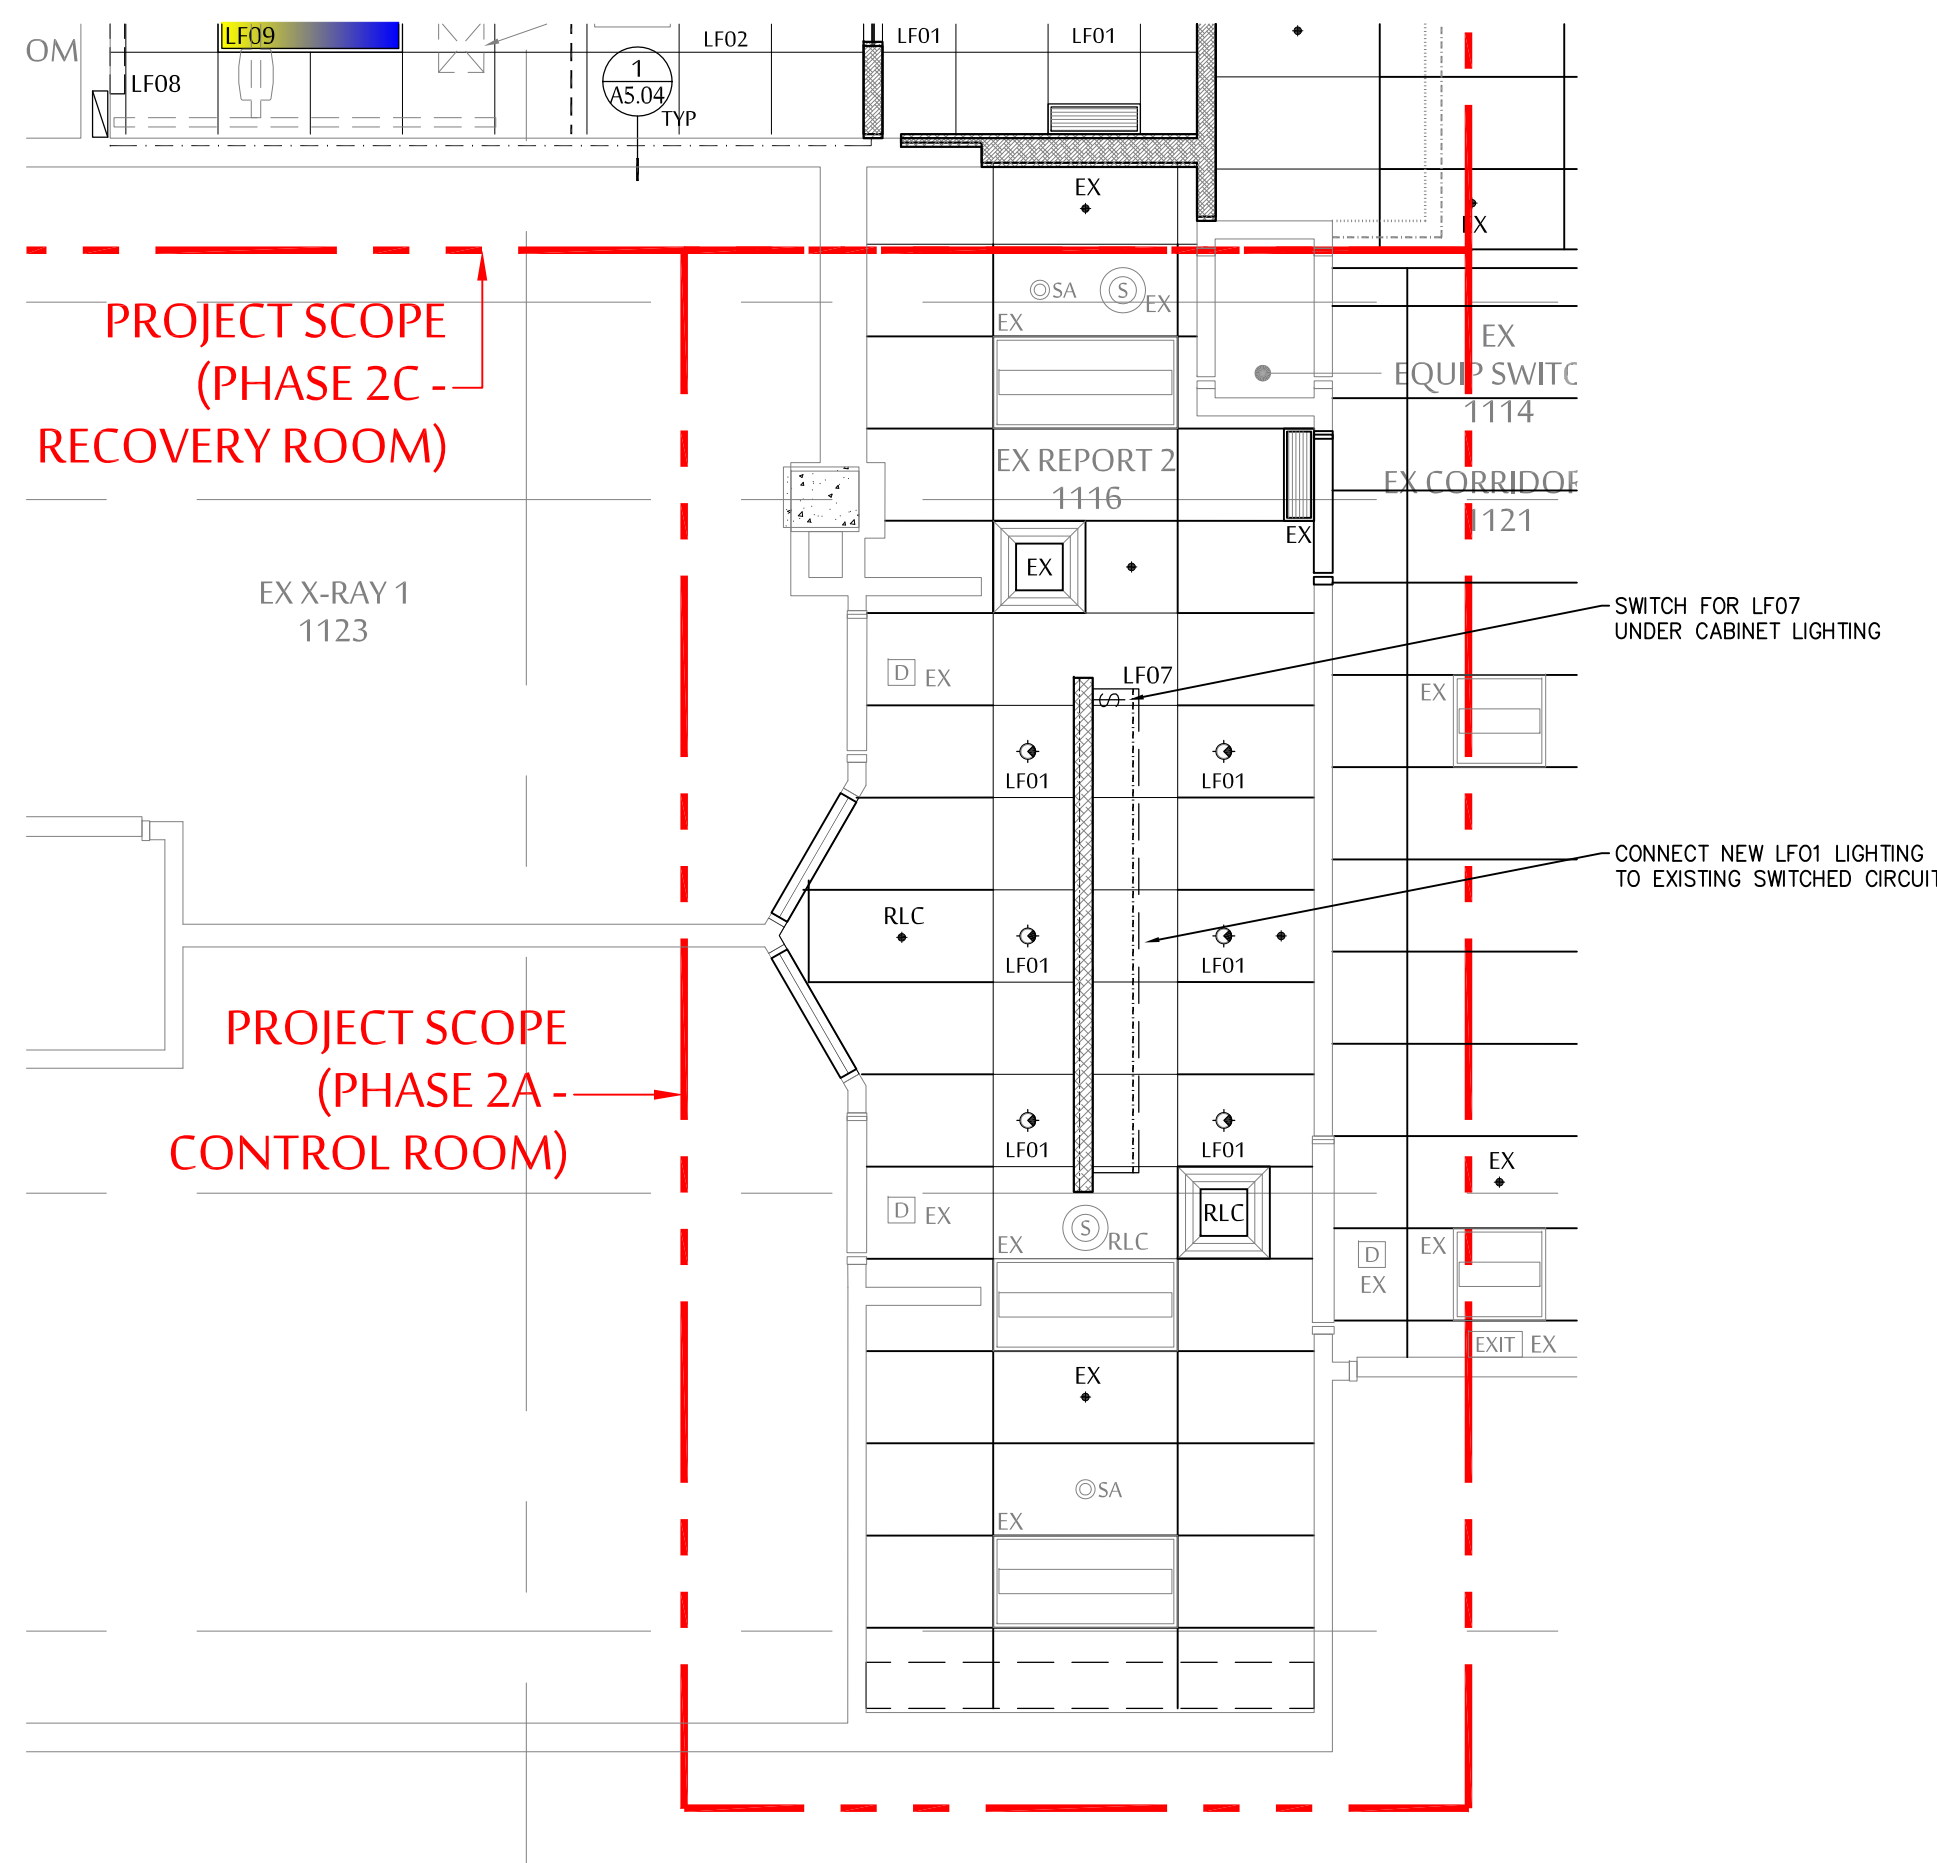 OM
LF09
LF08
1
A5.04
TYP
LF02
LF01
LF01
EX
EX
PROJECT SCOPE
(PHASE 2C -
RECOVERY ROOM)
SA
S
EX
EX
EX
EQUIP SWITC
1114
EX REPORT 2
1116
EX CORRIDOR
1121
EX
EX
EX X-RAY 1
1123
SWITCH FOR LF07
UNDER CABINET LIGHTING
D
EX
LF07
S
EX
LF01
LF01
CONNECT NEW LF01 LIGHTING
TO EXISTING SWITCHED CIRCUIT
RLC
LF01
LF01
PROJECT SCOPE
(PHASE 2A -
CONTROL ROOM)
LF01
LF01
EX
D
EX
S
RLC
RLC
EX
D
EX
EX
EXIT
EX
EX
SA
EX